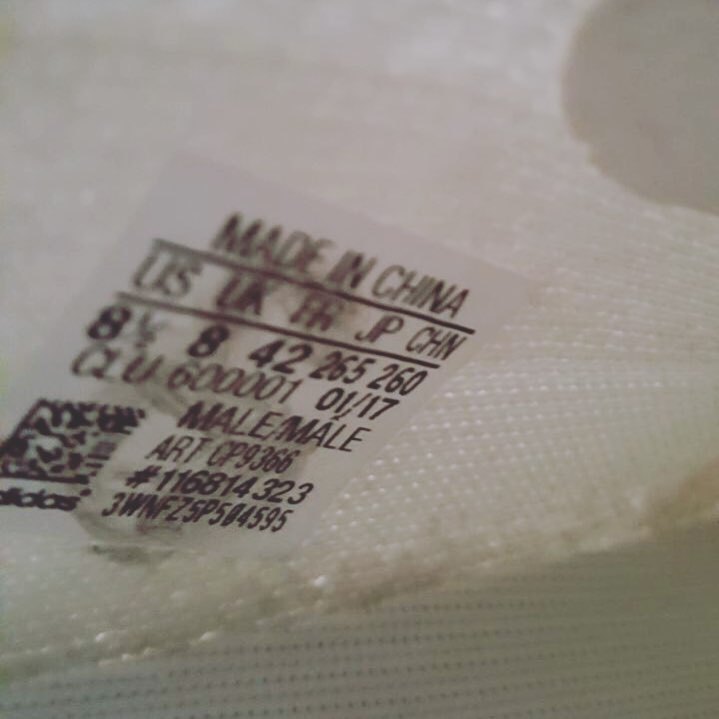 MADE IN CHINA
US UK FR JP CHN
8½ 8 42 265 260
CLU 600001 01/17
MALE/MÂLE
ART CP9366
#116814323
adidas® 3WNFZ5P504595